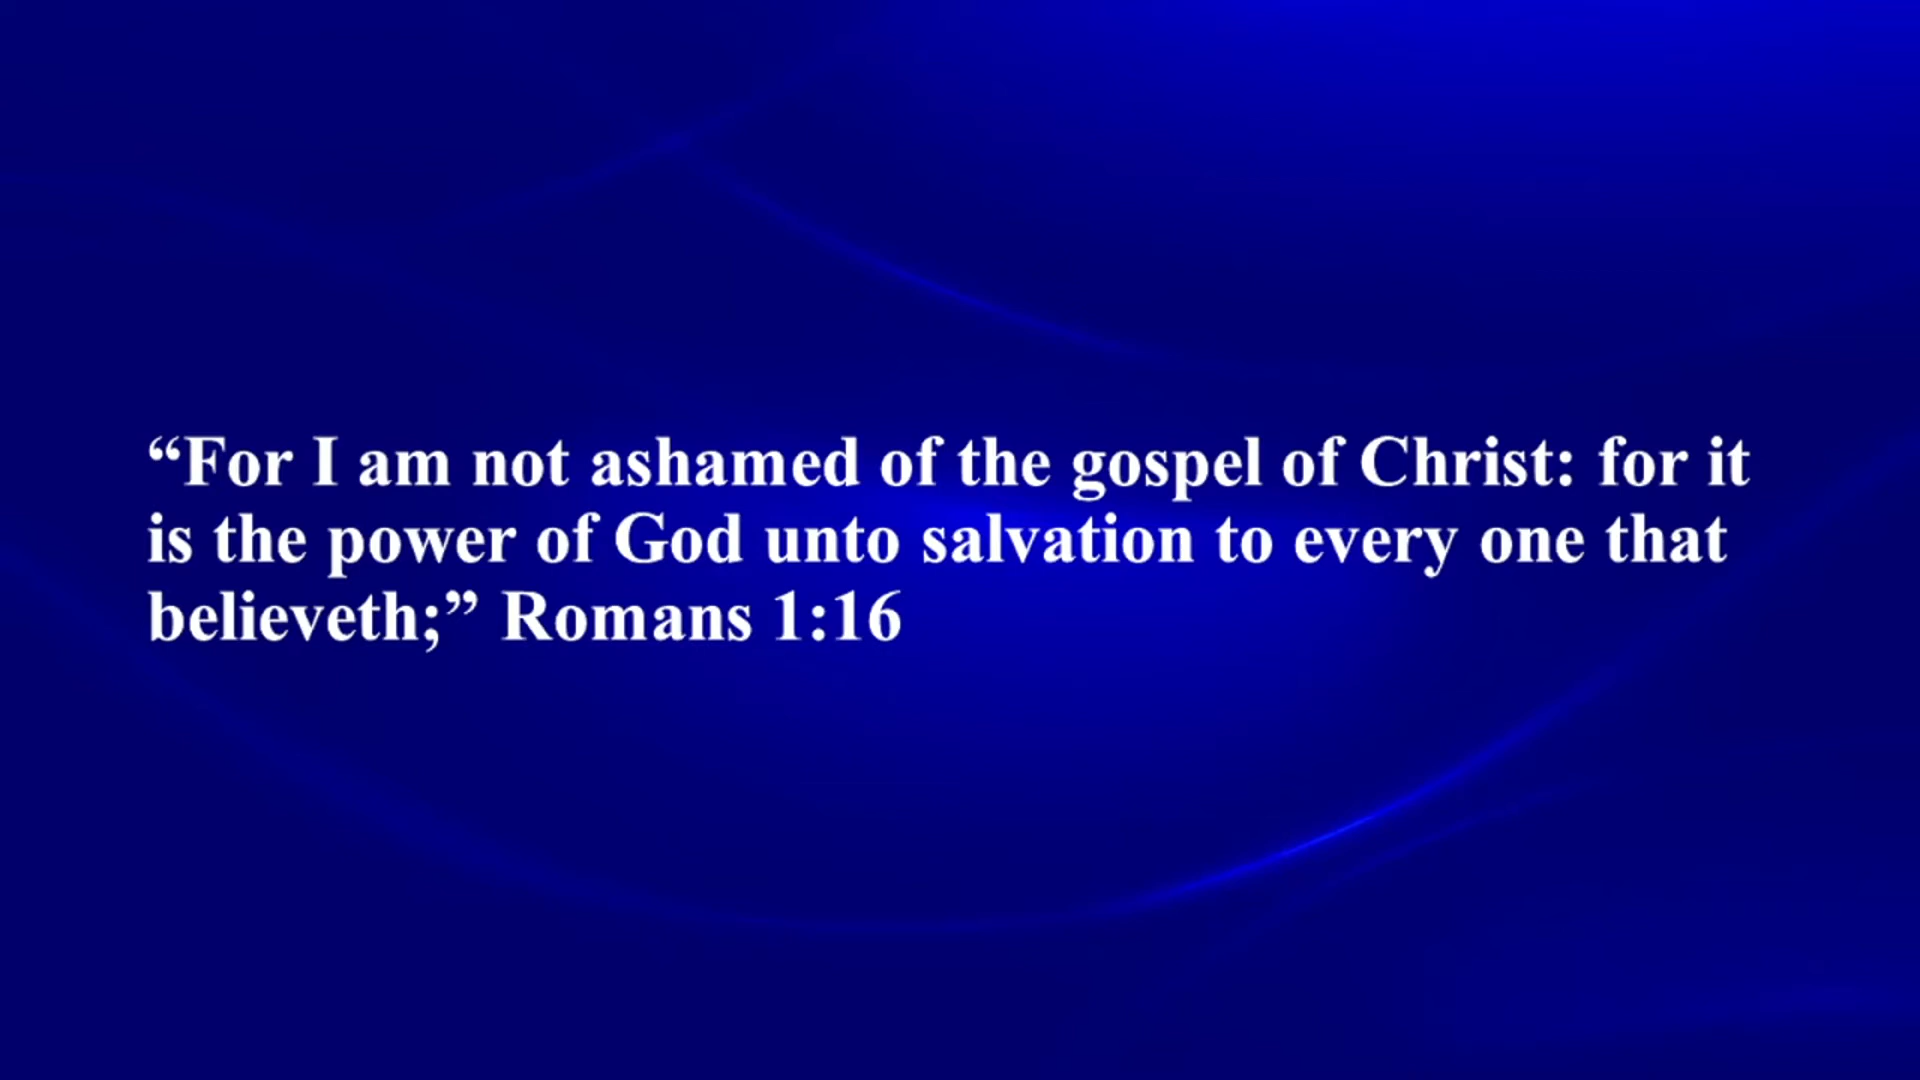 “For I am not ashamed of the gospel of Christ: for it
is the power of God unto salvation to every one that
believeth;” Romans 1:16